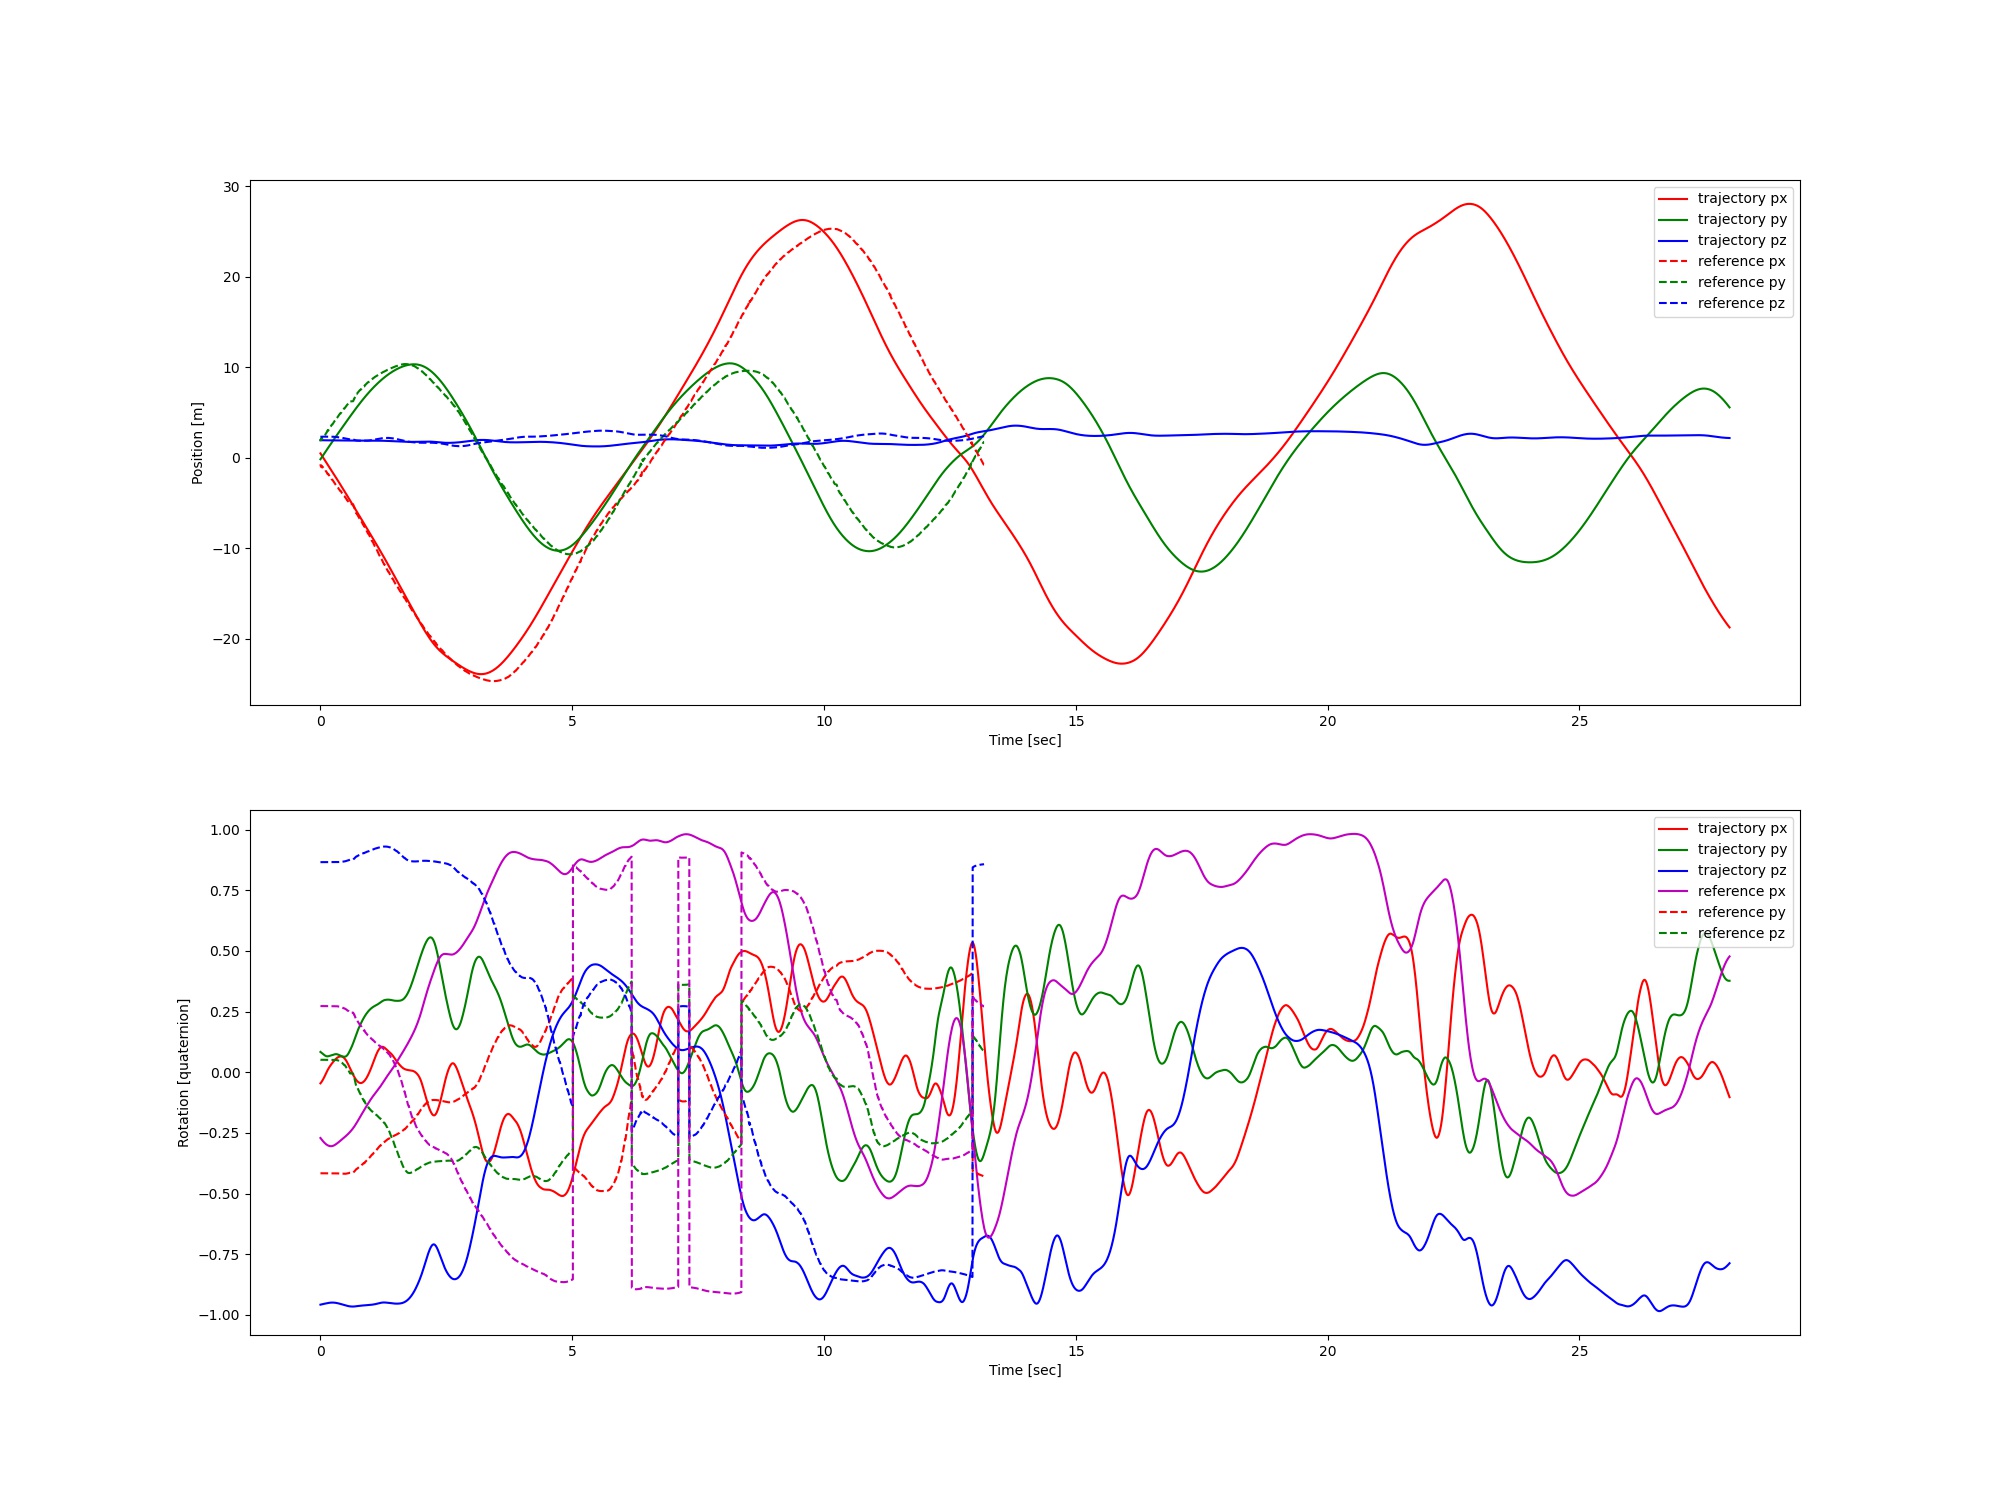 30
20
10
0
−10
−20
Position [m]
trajectory px
trajectory py
trajectory pz
reference px
reference py
reference pz
0 5 10 15 20 25
Time [sec]
1.00
0.75
0.50
0.25
0.00
−0.25
−0.50
−0.75
−1.00
Rotation [quaternion]
trajectory px
trajectory py
trajectory pz
reference px
reference py
reference pz
0 5 10 15 20 25
Time [sec]